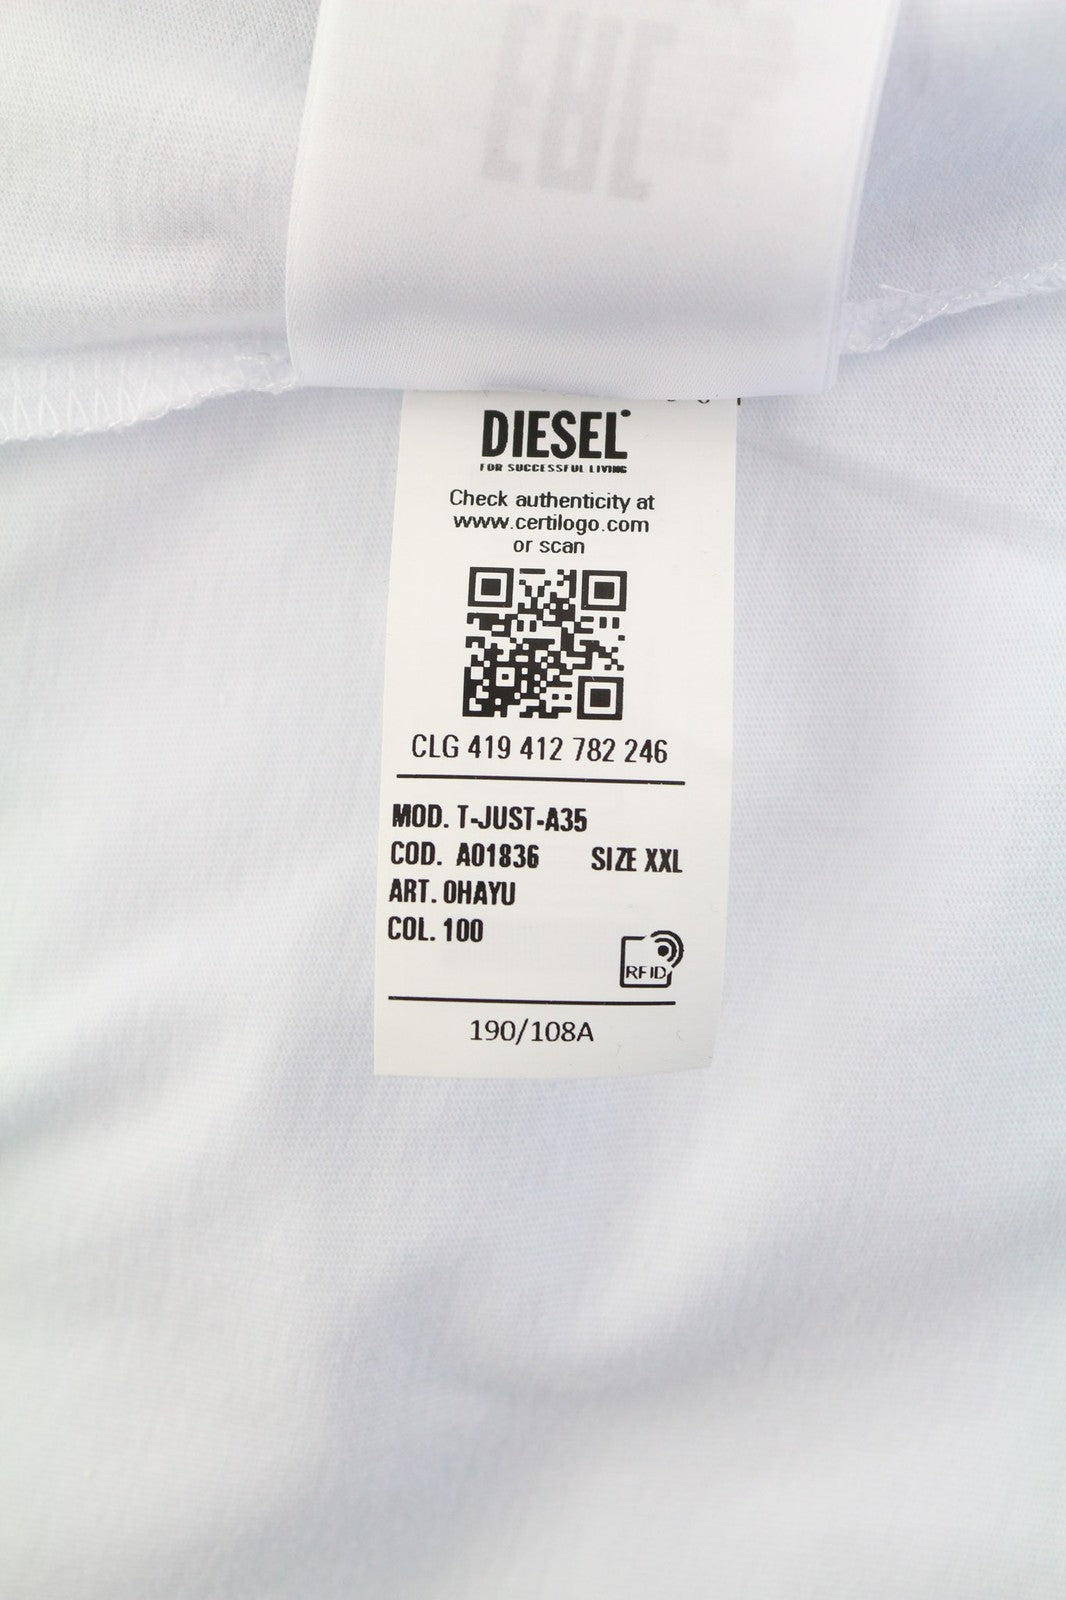 DIESEL
FOR SUCCESSFUL LIVING
Check authenticity at
www.certilogo.com
or scan
CLG 419 412 782 246
MOD. T-JUST-A35
COD. A01836 SIZE XXL
ART. OHAYU
COL. 100
RFID
190/108A